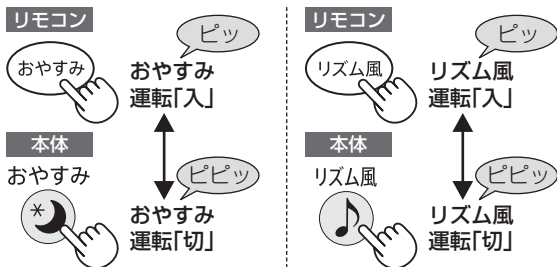 リモコン
ピッ
おやすみ
おやすみ
運転「入」
本体
おやすみ
ピピッ
おやすみ
運転「切」
リモコン
ピッ
リズム風
リズム風
運転「入」
本体
リズム風
ピピッ
リズム風
運転「切」